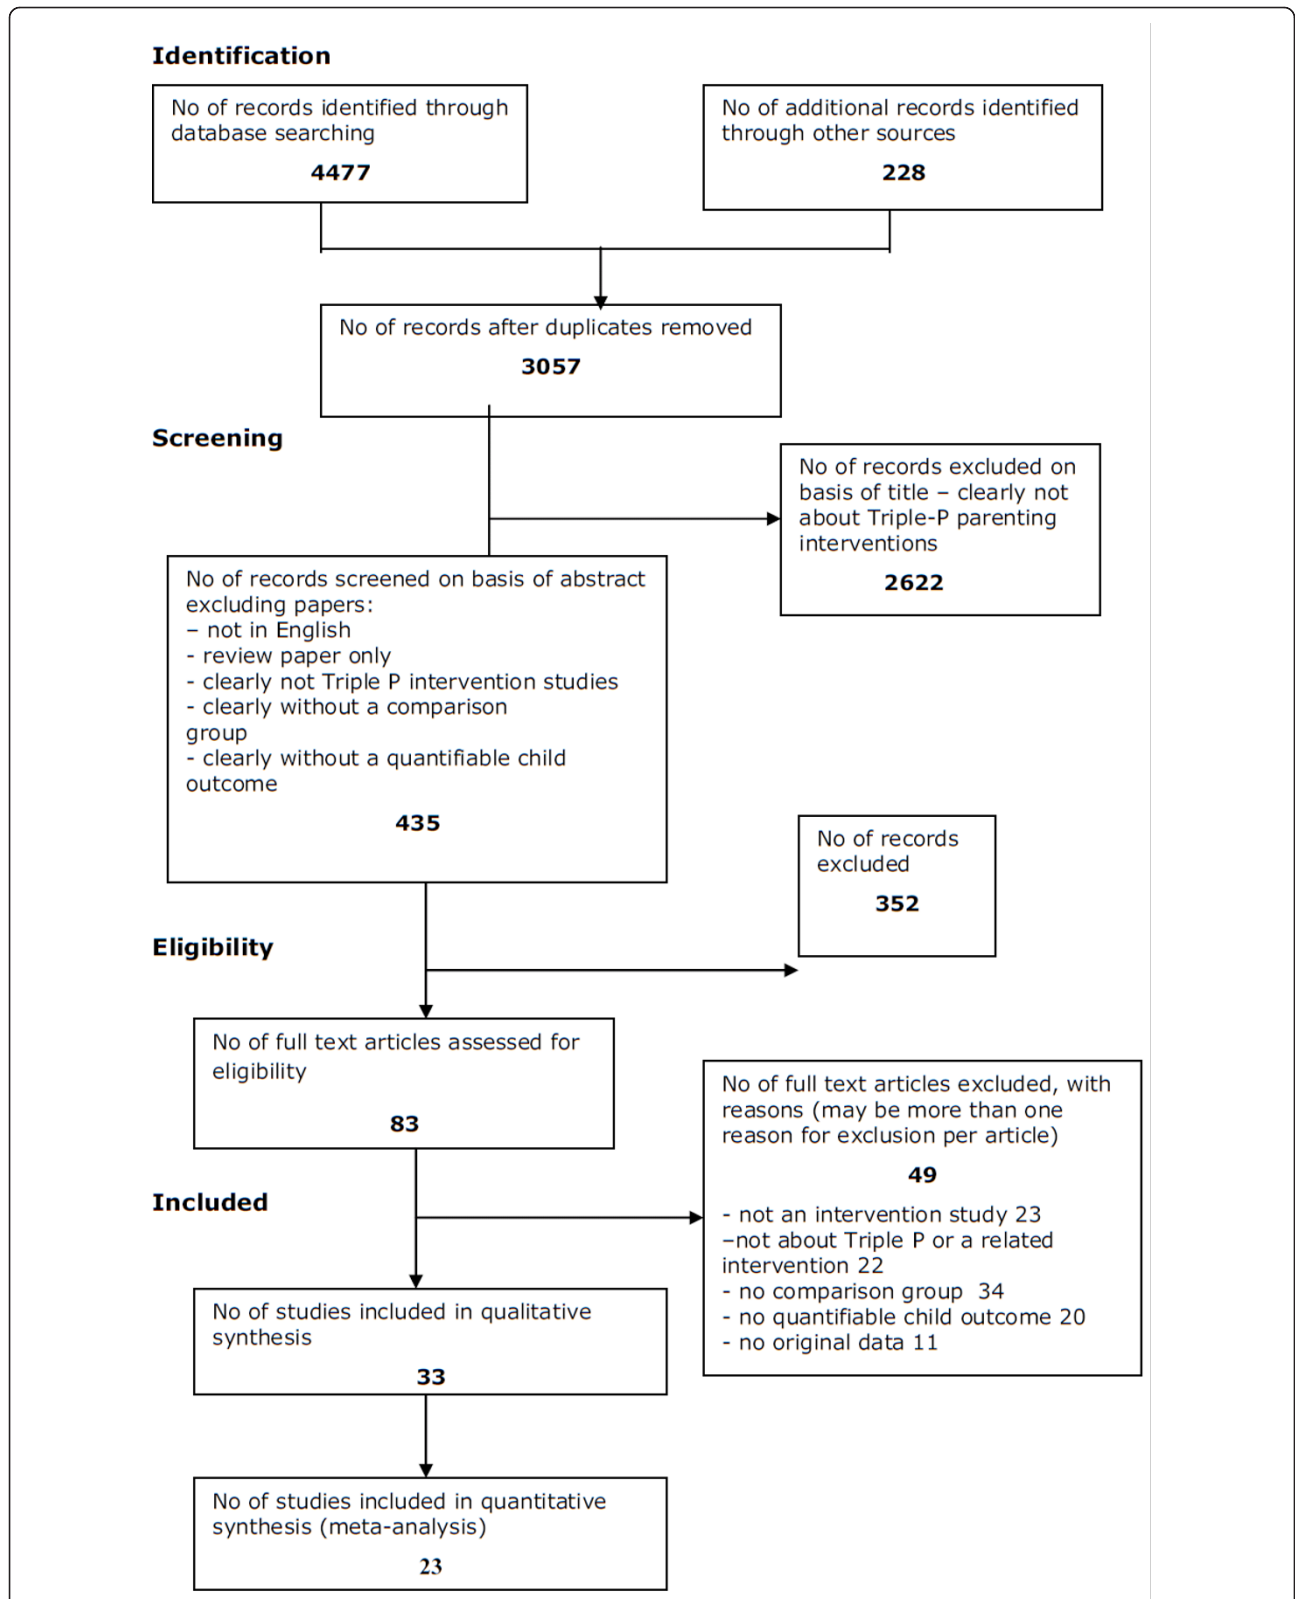 Identification
No of records identified through
database searching
4477
No of additional records identified
through other sources
228
No of records after duplicates removed
3057
Screening
No of records excluded on
basis of title – clearly not
about Triple-P parenting
interventions
2622
No of records screened on basis of abstract
excluding papers:
– not in English
- review paper only
- clearly not Triple P intervention studies
- clearly without a comparison
group
- clearly without a quantifiable child
outcome
435
No of records
excluded
352
Eligibility
No of full text articles assessed for
eligibility
83
No of full text articles excluded, with
reasons (may be more than one
reason for exclusion per article)
49
- not an intervention study 23
–not about Triple P or a related
intervention 22
- no comparison group  34
- no quantifiable child outcome 20
- no original data 11
Included
No of studies included in qualitative
synthesis
33
No of studies included in quantitative
synthesis (meta-analysis)
23